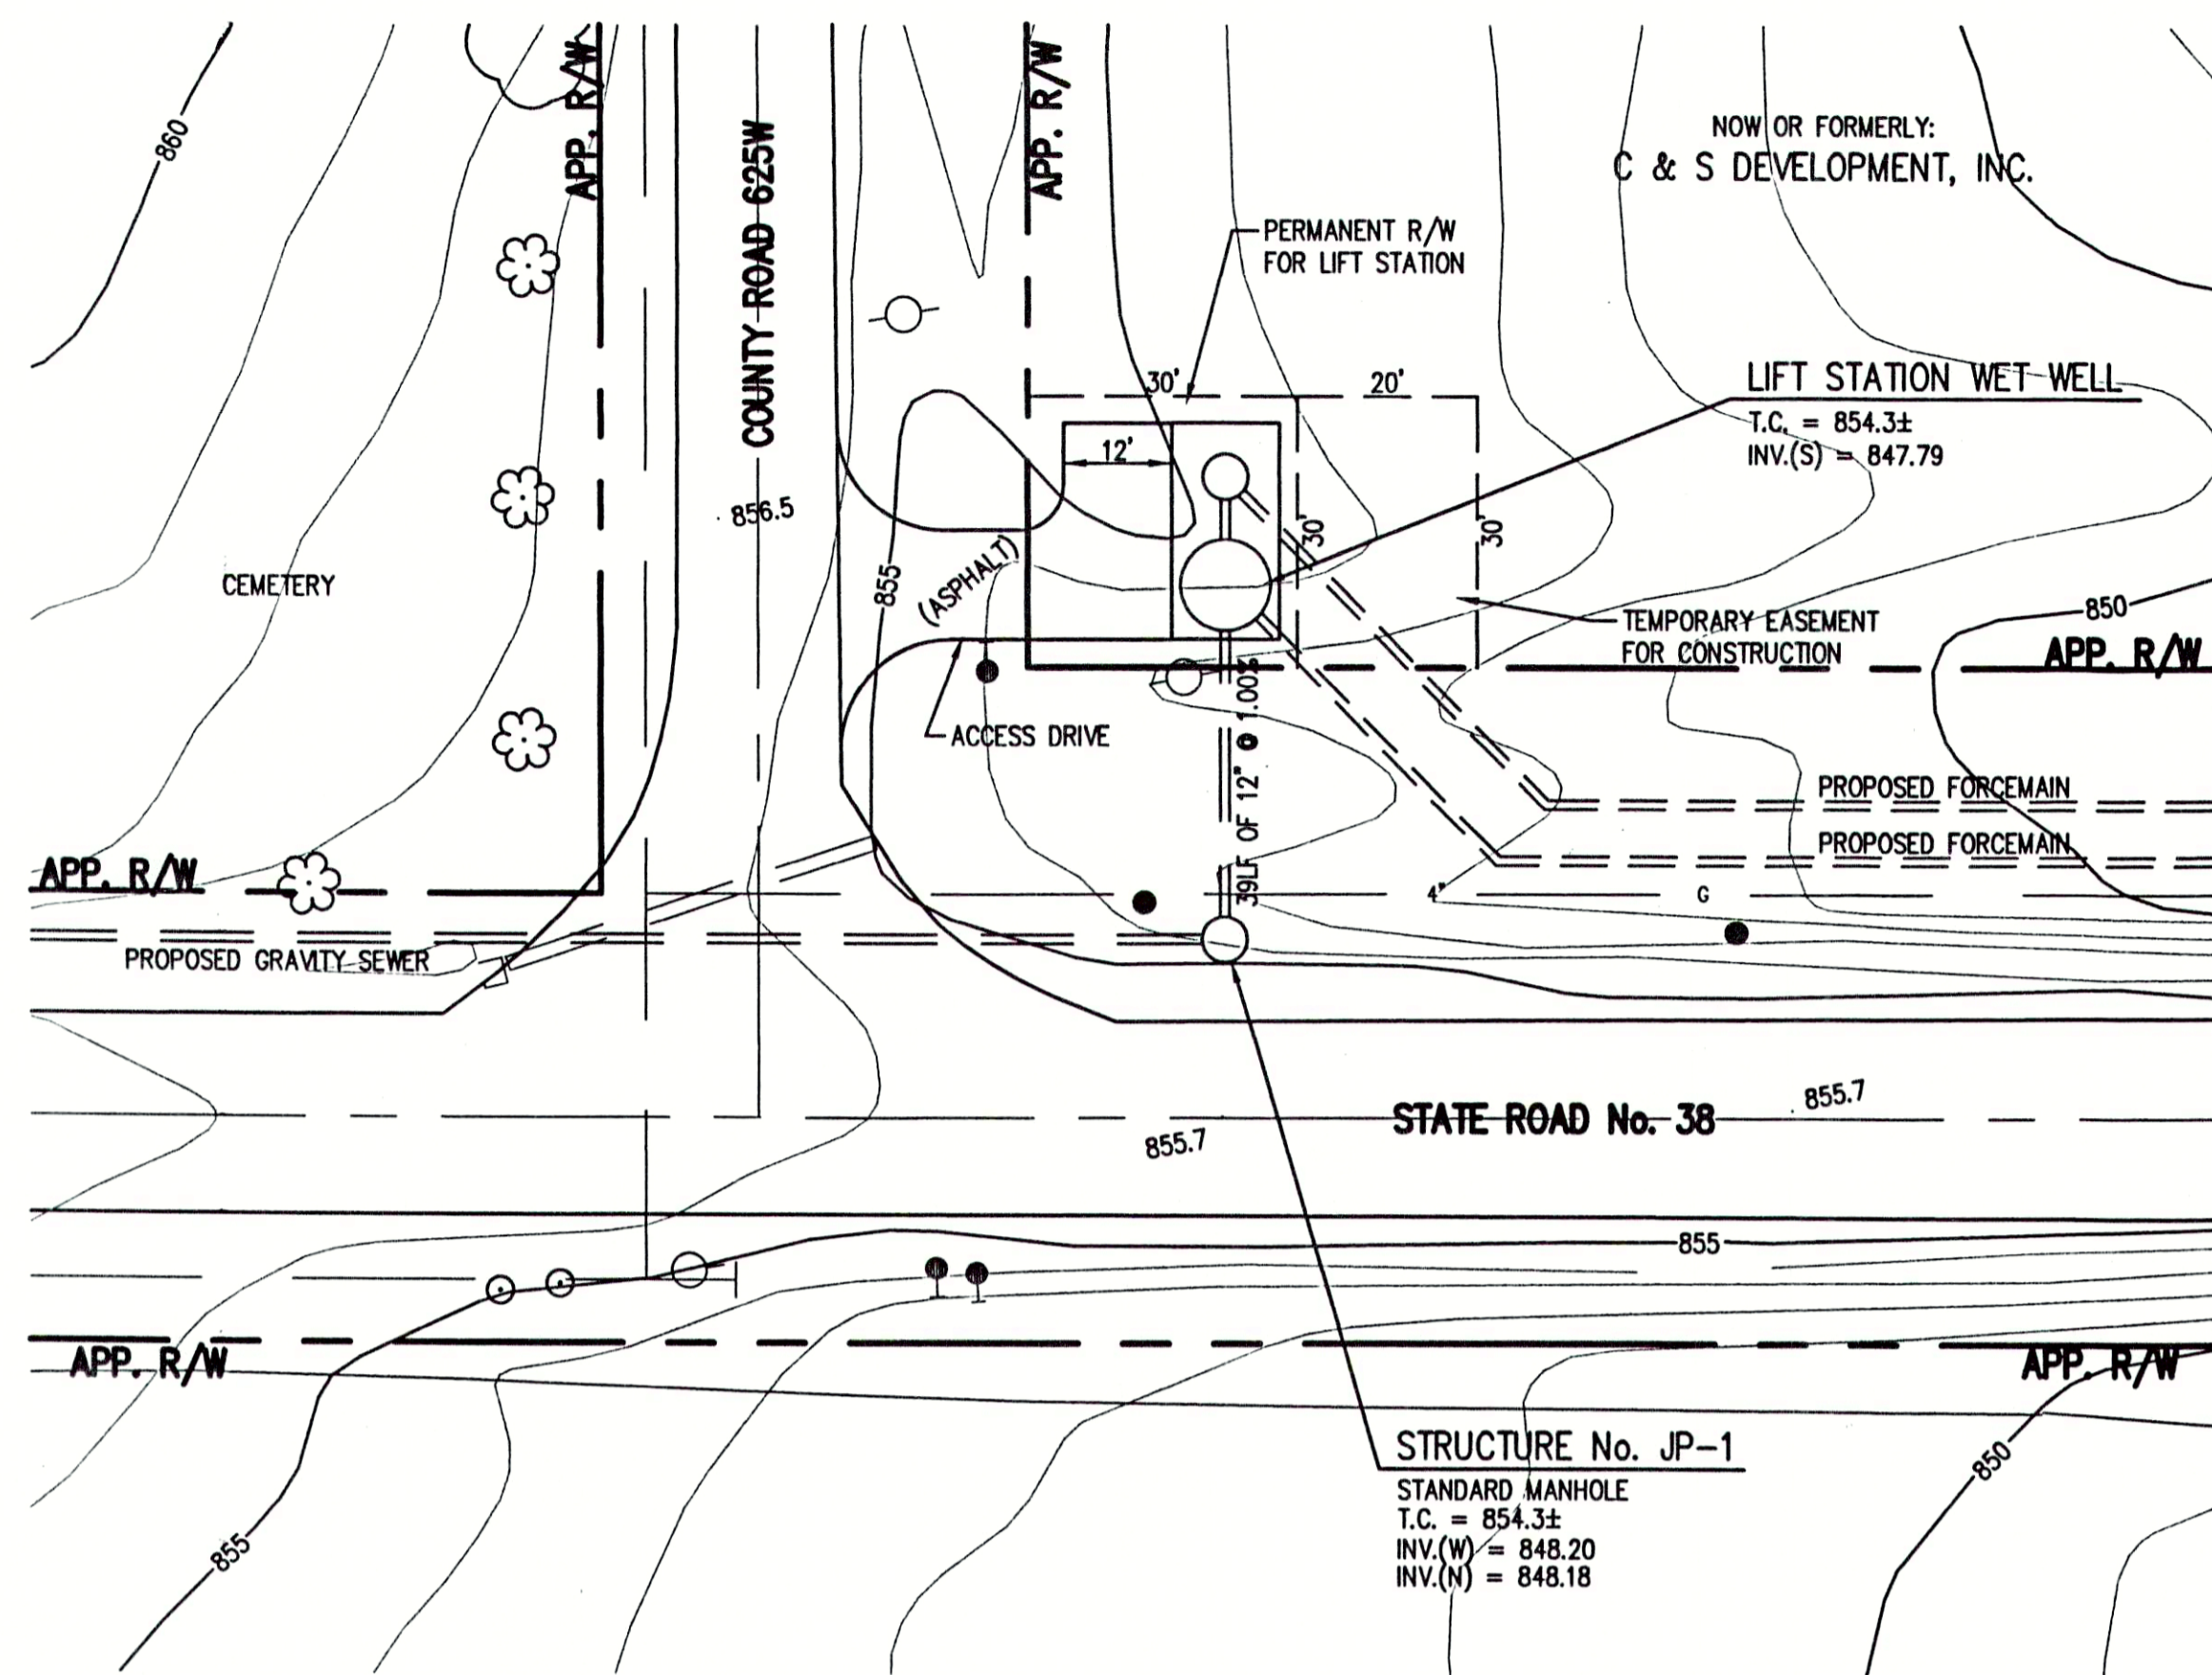 APP. R/W
APP. R/W
860
COUNTY ROAD 625W
NOW OR FORMERLY:
C & S DEVELOPMENT, INC.
PERMANENT R/W
FOR LIFT STATION
30'
20'
LIFT STATION WET WELL
T.C. = 854.3±
INV.(S) = 847.79
12'
856.5
30'
30'
CEMETERY
855
(ASPHALT)
850
TEMPORARY EASEMENT
FOR CONSTRUCTION
APP. R/W
ACCESS DRIVE
39LF OF 12" @ 1.00%
PROPOSED FORCEMAIN
PROPOSED FORCEMAIN
APP. R/W
4"
G
PROPOSED GRAVITY SEWER
855.7
STATE ROAD No. 38
855.7
855
APP. R/W
APP. R/W
STRUCTURE No. JP-1
STANDARD MANHOLE
T.C. = 854.3±
INV.(W) = 848.20
INV.(N) = 848.18
850
855